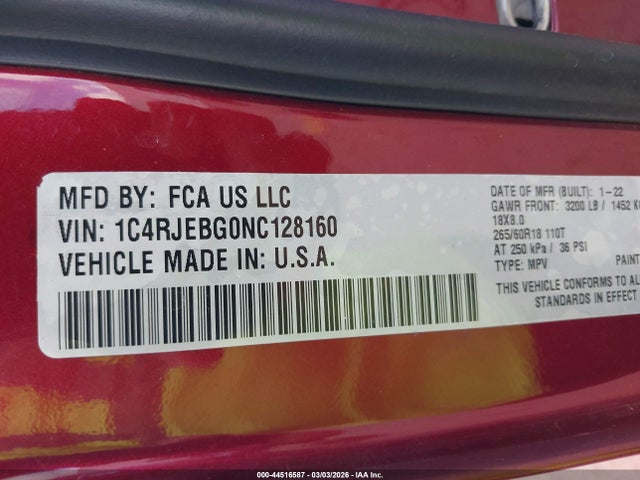 MFD BY: FCA US LLC
VIN: 1C4RJEBG0NC128160
VEHICLE MADE IN: U.S.A.
DATE OF MFR (BUILT): 1-22
GAWR FRONT: 3200 LB / 1452 K
18X8.0
265/60R18 110T
AT 250 kPa / 36 PSI
TYPE: MPV PAINT
THIS VEHICLE CONFORMS TO AL
STANDARDS IN EFFECT
000-44516587 - 03/03/2026 - IAA Inc.